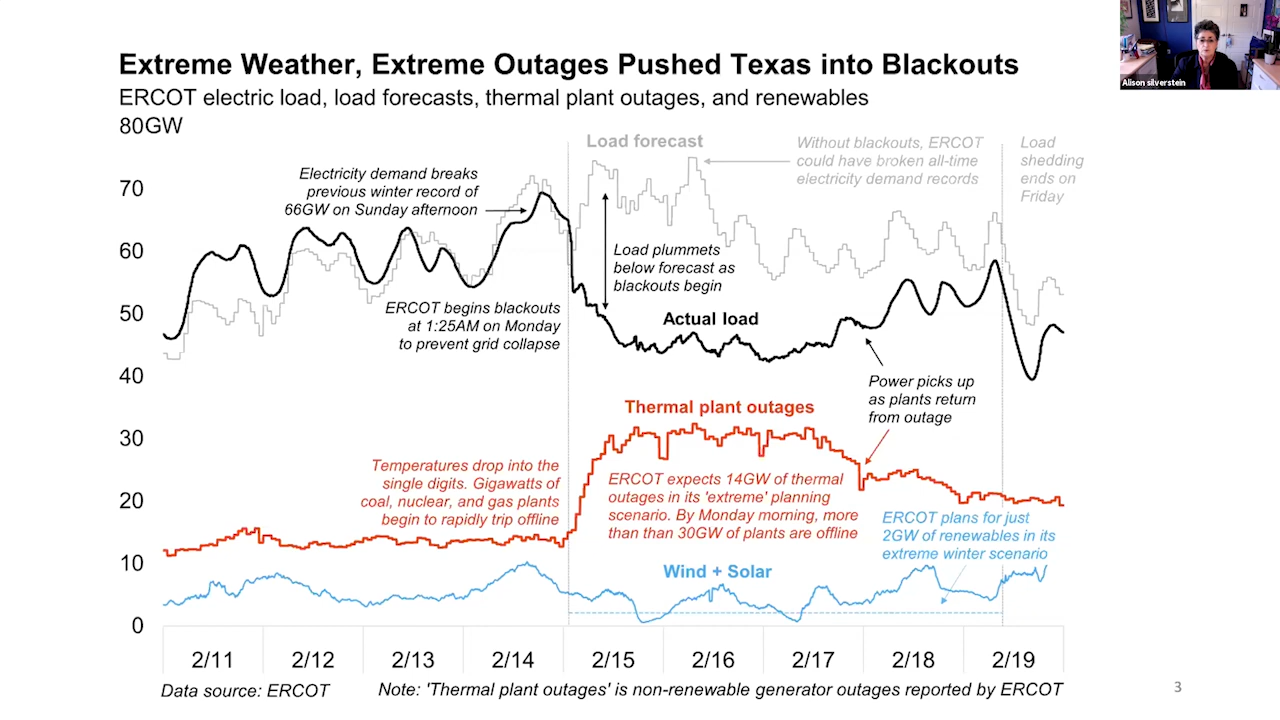 Extreme Weather, Extreme Outages Pushed Texas into Blackouts
ERCOT electric load, load forecasts, thermal plant outages, and renewables
80GW
70
60
50
40
30
20
10
0
Load forecast
Without blackouts, ERCOT
could have broken all-time
electricity demand records
Load
shedding
ends on
Friday
Electricity demand breaks
previous winter record of
66GW on Sunday afternoon
Load plummets
below forecast as
blackouts begin
ERCOT begins blackouts
at 1:25AM on Monday
to prevent grid collapse
Actual load
Power picks up
as plants return
from outage
Thermal plant outages
Temperatures drop into the
single digits. Gigawatts of
coal, nuclear, and gas plants
begin to rapidly trip offline
ERCOT expects 14GW of thermal
outages in its 'extreme' planning
scenario. By Monday morning, more
than than 30GW of plants are offline
ERCOT plans for just
2GW of renewables in its
extreme winter scenario
Wind + Solar
2/11 2/12 2/13 2/14 2/15 2/16 2/17 2/18 2/19
Data source: ERCOT
Note: 'Thermal plant outages' is non-renewable generator outages reported by ERCOT
3
Alison silverstein